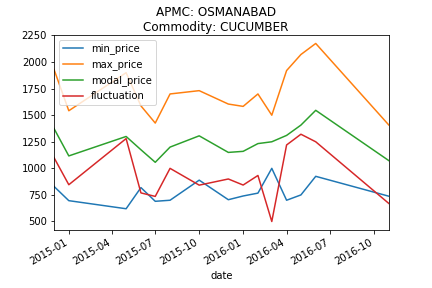 APMC: OSMANABAD
Commodity: CUCUMBER
2250
2000
1750
1500
1250
1000
750
500
min_price
max_price
modal_price
fluctuation
2015-01
2015-04
2015-07
2015-10
2016-01
2016-04
2016-07
2016-10
date